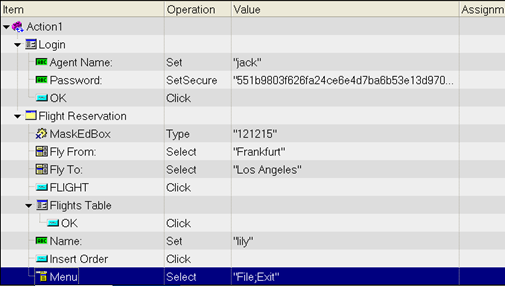 Item Operation Value Assignm
Action1
Login
Agent Name: Set "jack"
Password: SetSecure "551b9803f626fa24ce6e4d7ba6b53e13d970...
OK Click
Flight Reservation
MaskEdBox Type "121215"
Fly From: Select "Frankfurt"
Fly To: Select "Los Angeles"
FLIGHT Click
Flights Table
OK Click
Name: Set "lily"
Insert Order Click
Menu Select "File;Exit"